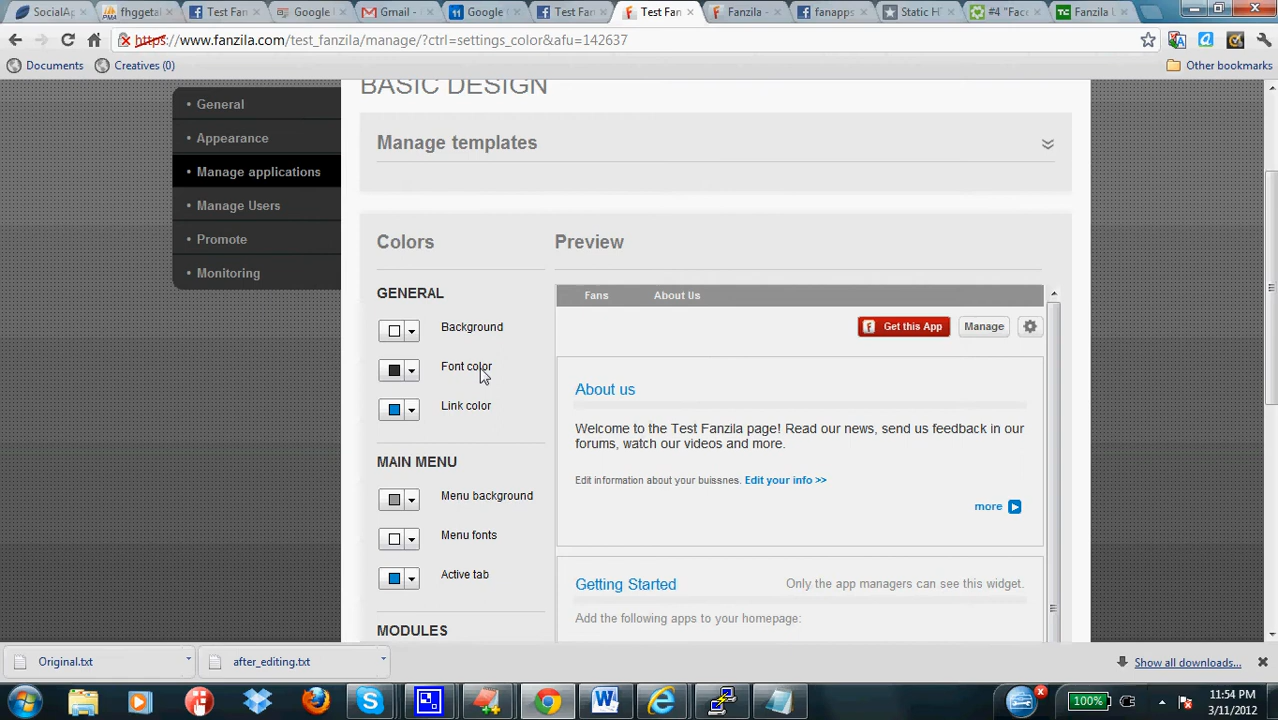 SocialAp
fhggetal
Test Fan
Google
Gmail -
Google
Test Fan
Test Fan
Fanzila -
fanapps
Static H
#4 "Face
Fanzila U
https://www.fanzila.com/test_fanzila/manage/?ctrl=settings_color&afu=142637
Documents
Creatives (0)
Other bookmarks
BASIC DESIGN
General
Appearance
Manage applications
Manage Users
Promote
Monitoring
Manage templates
Colors
Preview
GENERAL
Background
Font color
Link color
MAIN MENU
Menu background
Menu fonts
Active tab
MODULES
Fans About Us
Get this App
Manage
About us
Welcome to the Test Fanzila page! Read our news, send us feedback in our
forums, watch our videos and more.
Edit information about your buissnes. Edit your info >>
more
Getting Started
Only the app managers can see this widget.
Add the following apps to your homepage:
Original.txt
after_editing.txt
Show all downloads...
100%
11:54 PM
3/11/2012